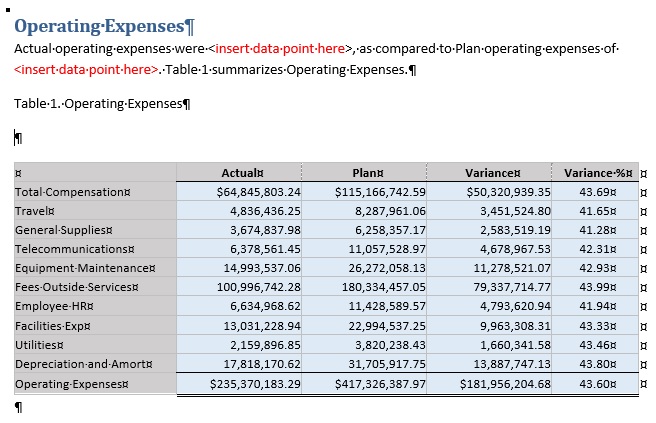 Operating Expenses¶
Actual operating expenses were <insert data point here>, as compared to Plan operating expenses of
<insert data point here>. Table 1 summarizes Operating Expenses.¶
Table 1. Operating Expenses¶
¶
¤ Actual¤ Plan¤ Variance¤ Variance %¤ ¤
Total Compensation¤ $64,845,803.24¤ $115,166,742.59¤ $50,320,939.35¤ 43.69¤ ¤
Travel¤ 4,836,436.25¤ 8,287,961.06¤ 3,451,524.80¤ 41.65¤ ¤
General Supplies¤ 3,674,837.98¤ 6,258,357.17¤ 2,583,519.19¤ 41.28¤ ¤
Telecommunications¤ 6,378,561.45¤ 11,057,528.97¤ 4,678,967.53¤ 42.31¤ ¤
Equipment Maintenance¤ 14,993,537.06¤ 26,272,058.13¤ 11,278,521.07¤ 42.93¤ ¤
Fees Outside Services¤ 100,996,742.28¤ 180,334,457.05¤ 79,337,714.77¤ 43.99¤ ¤
Employee HR¤ 6,634,968.62¤ 11,428,589.57¤ 4,793,620.94¤ 41.94¤ ¤
Facilities Exp¤ 13,031,228.94¤ 22,994,537.25¤ 9,963,308.31¤ 43.33¤ ¤
Utilities¤ 2,159,896.85¤ 3,820,238.43¤ 1,660,341.58¤ 43.46¤ ¤
Depreciation and Amort¤ 17,818,170.62¤ 31,705,917.75¤ 13,887,747.13¤ 43.80¤ ¤
Operating Expenses¤ $235,370,183.29¤ $417,326,387.97¤ $181,956,204.68¤ 43.60¤ ¤
¶